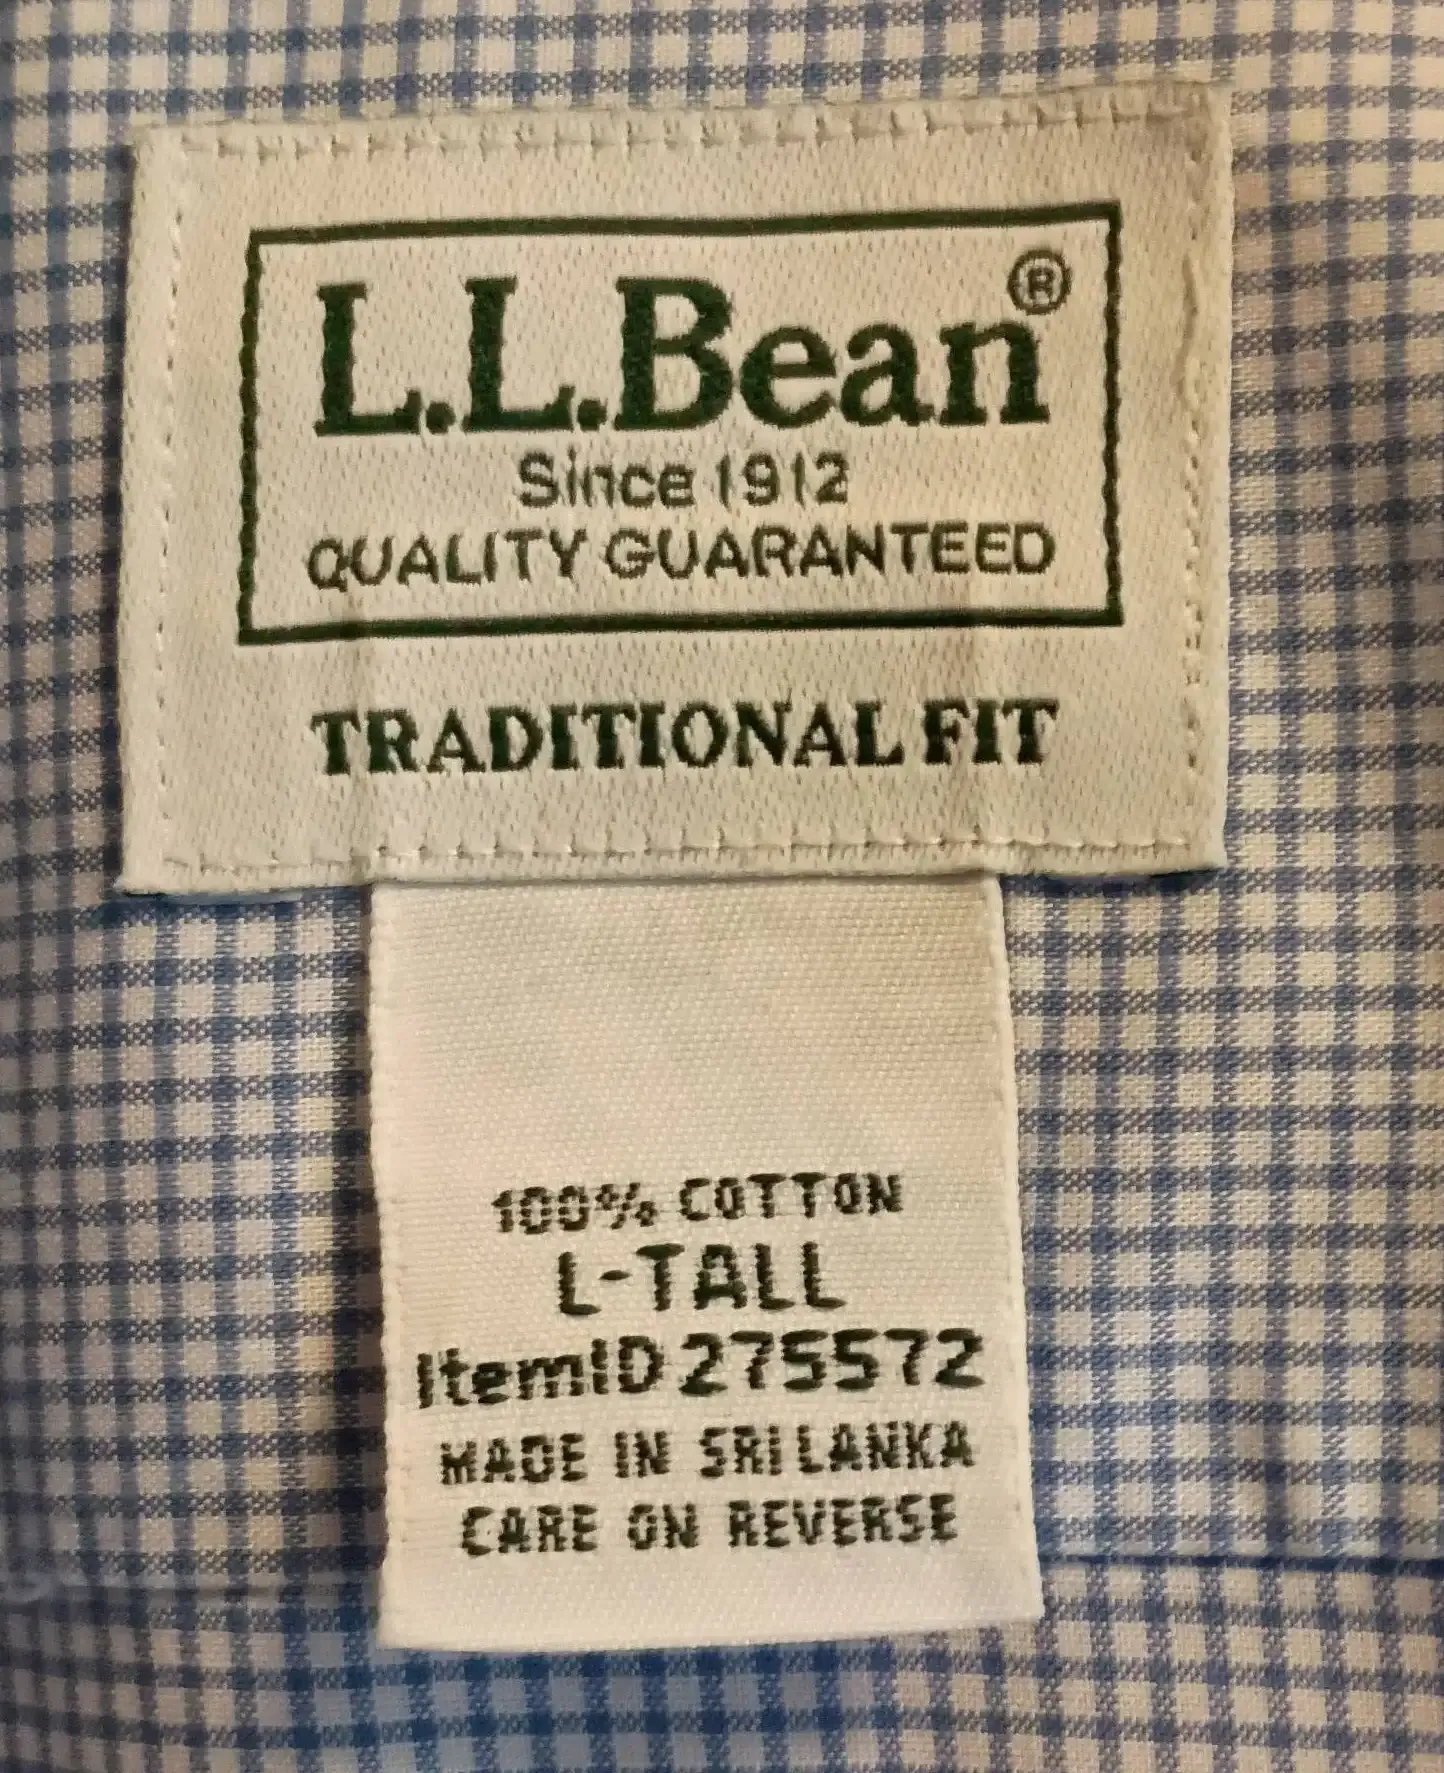 L.L.Bean®
Since 1912
QUALITY GUARANTEED
TRADITIONAL FIT
100% COTTON
L-TALL
ItemID 275572
MADE IN SRI LANKA
CARE ON REVERSE